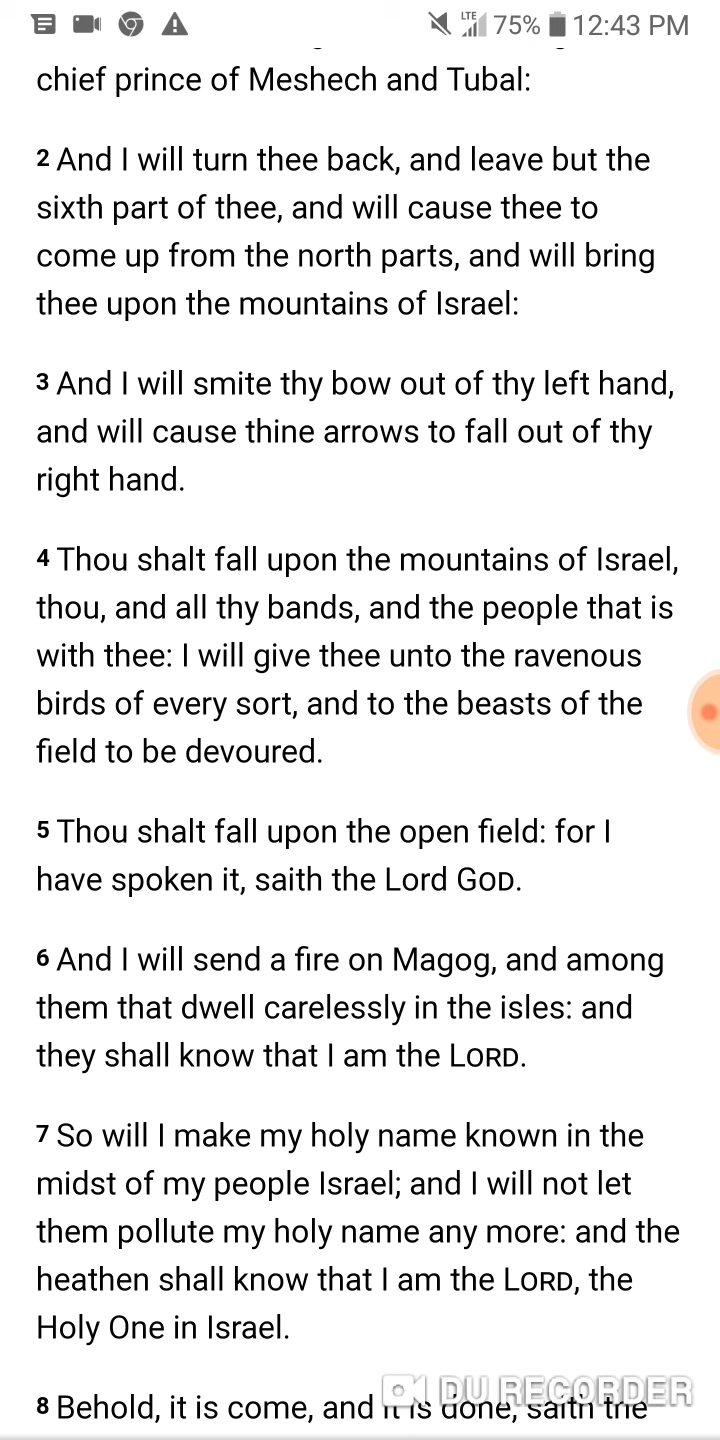 LTE 75% 12:43 PM
chief prince of Meshech and Tubal:
2 And I will turn thee back, and leave but the
sixth part of thee, and will cause thee to
come up from the north parts, and will bring
thee upon the mountains of Israel:
3 And I will smite thy bow out of thy left hand,
and will cause thine arrows to fall out of thy
right hand.
4 Thou shalt fall upon the mountains of Israel,
thou, and all thy bands, and the people that is
with thee: I will give thee unto the ravenous
birds of every sort, and to the beasts of the
field to be devoured.
5 Thou shalt fall upon the open field: for I
have spoken it, saith the Lord GOD.
6 And I will send a fire on Magog, and among
them that dwell carelessly in the isles: and
they shall know that I am the LORD.
7 So will I make my holy name known in the
midst of my people Israel; and I will not let
them pollute my holy name any more: and the
heathen shall know that I am the LORD, the
Holy One in Israel.
DU RECORDER
8 Behold, it is come, and it is done, saith the